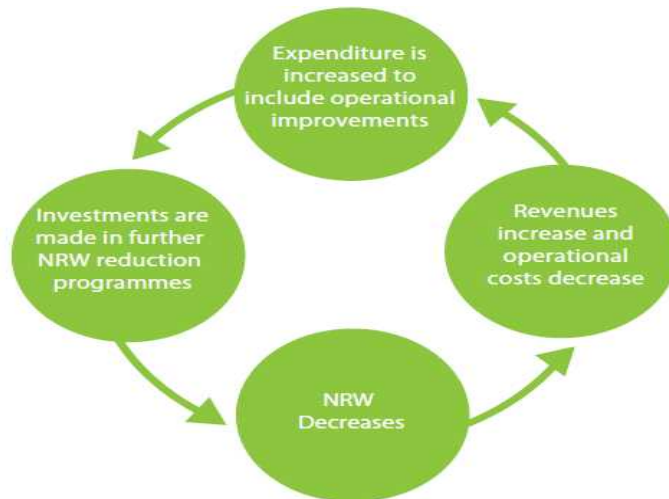 Expenditure is
increased to
include operational
improvements
Investments are
made in further
NRW reduction
programmes
Revenues
increase and
operational
costs decrease
NRW
Decreases